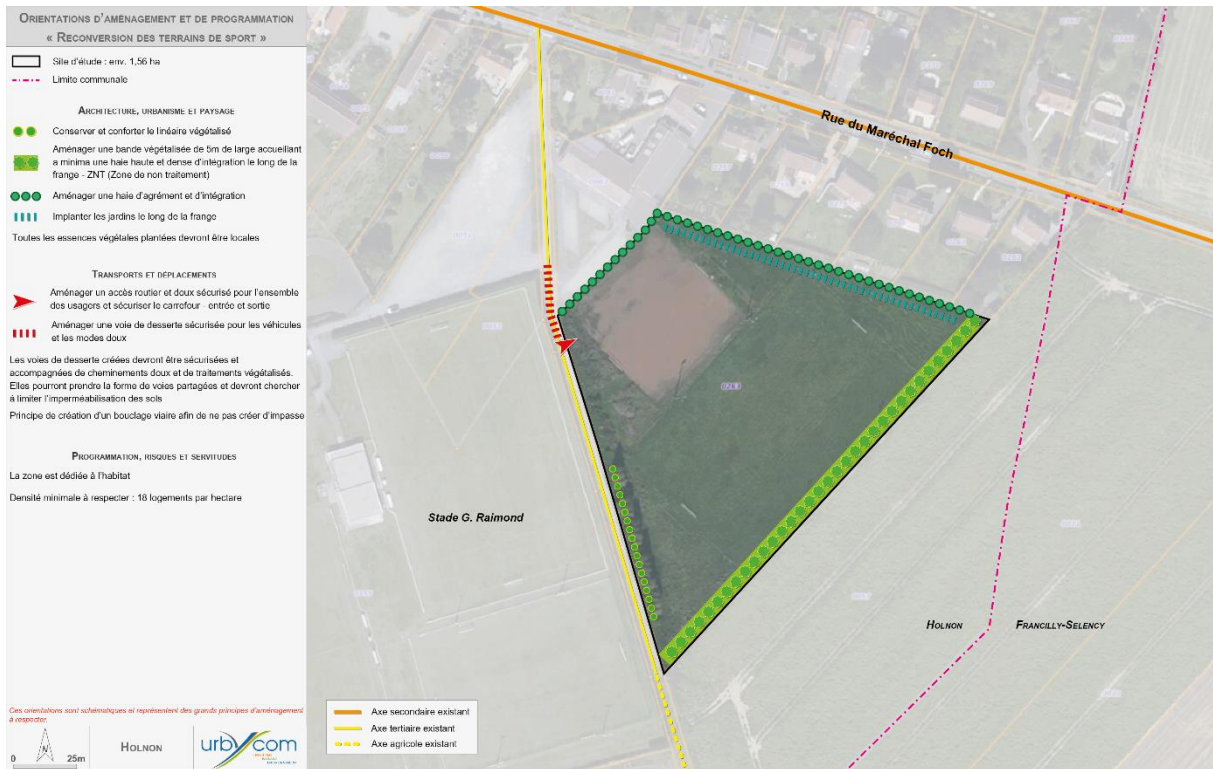 ORIENTATIONS D'AMÉNAGEMENT ET DE PROGRAMMATION
« RECONVERSION DES TERRAINS DE SPORT »
Site d'étude : env. 1,56 ha
Limite communale
ARCHITECTURE, URBANISME ET PAYSAGE
Conserver et conforter le linéaire végétalisé
Aménager une bande végétalisée de 5m de large accueillant
a minima une haie haute et dense d'intégration le long de la
frange - ZNT (Zone de non traitement)
Aménager une haie d'agrément et d'intégration
Implanter les jardins le long de la frange
Toutes les essences végétales plantées devront être locales
TRANSPORTS ET DÉPLACEMENTS
Aménager un accès routier et doux sécurisé pour l'ensemble
des usagers et sécuriser le carrefour - entrée et sortie
Aménager une voie de desserte sécurisée pour les véhicules
et les modes doux
Les voies de desserte créées devront être sécurisées et
accompagnées de cheminements doux et de traitements végétalisés.
Elles pourront prendre la forme de voies partagées et devront chercher
à limiter l'imperméabilisation des sols
Principe de création d'un bouclage viaire afin de ne pas créer d'impasse
PROGRAMMATION, RISQUES ET SERVITUDES
La zone est dédiée à l'habitat
Densité minimale à respecter : 18 logements par hectare
Ces orientations sont schématiques et représentent des grands principes d'aménagement
à respecter.
0 25m
N
HOLNON
urbycom
Rue du Maréchal Foch
Stade G. Raimond
HOLNON
FRANCILLY-SELENCY
Axe secondaire existant
Axe tertiaire existant
Axe agricole existant